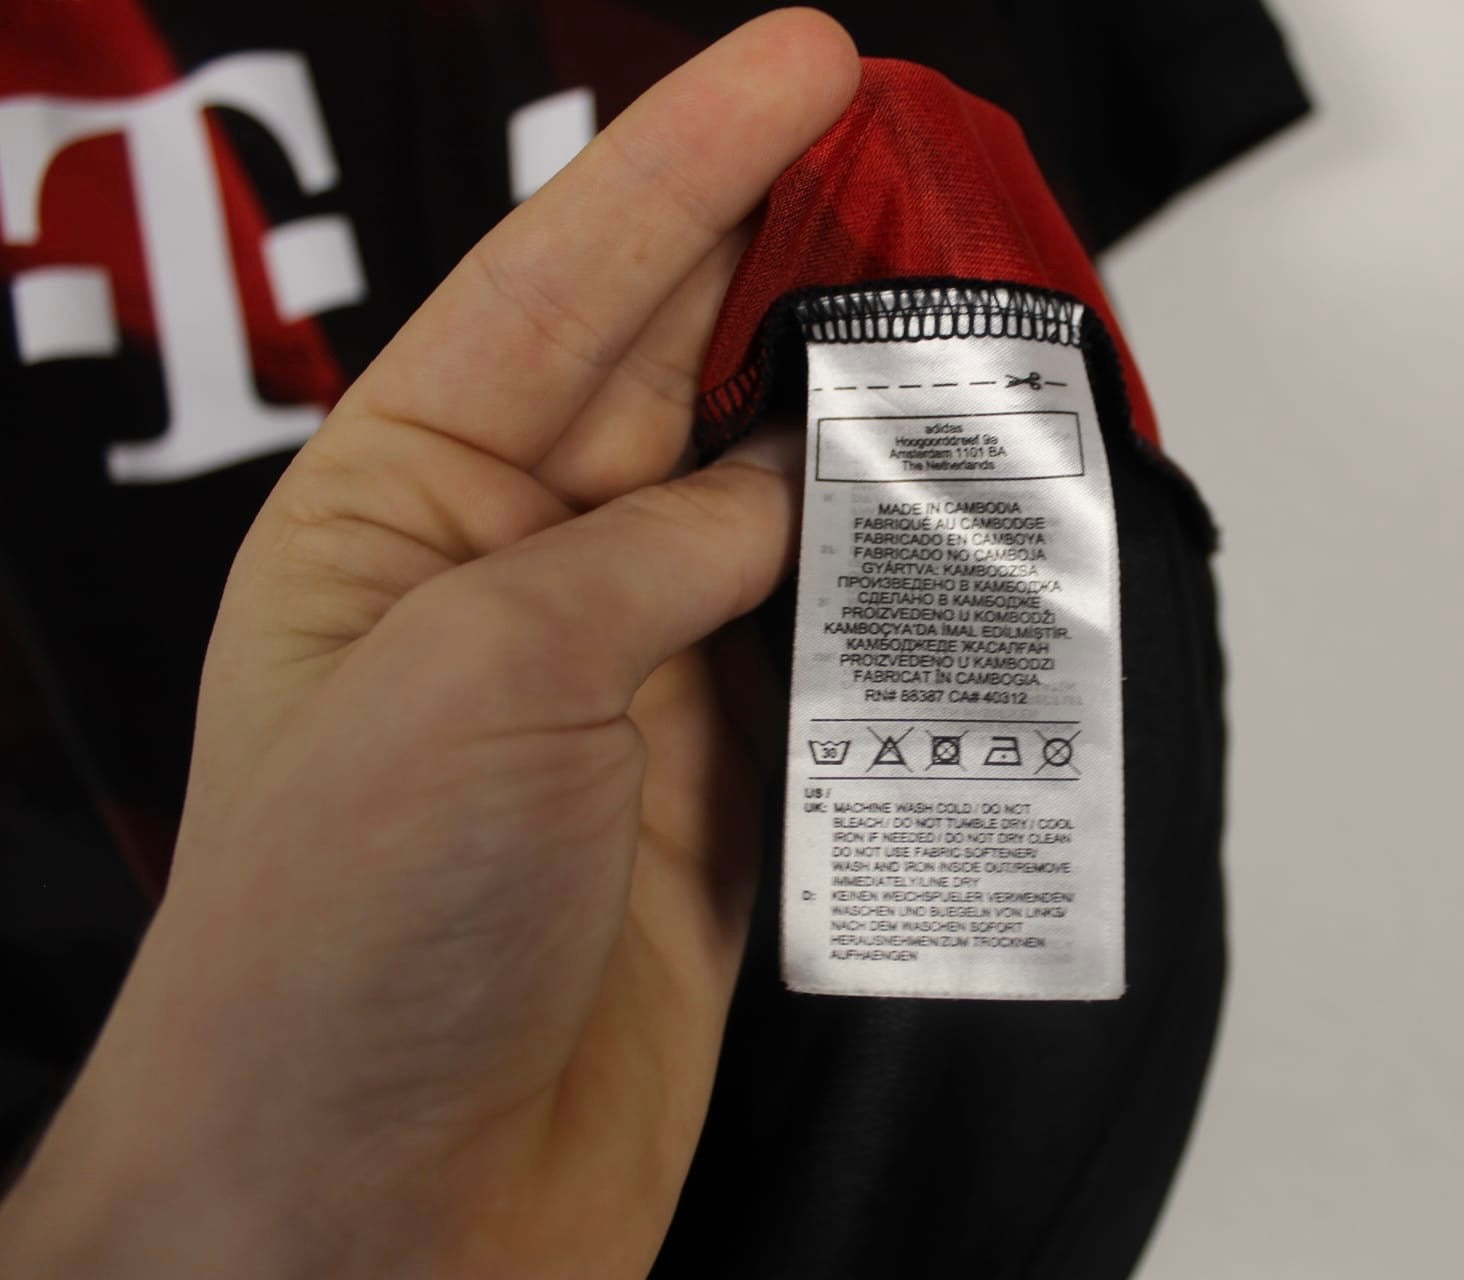 T
adidas
Hoogoorddreef 9a
Amsterdam 1101 BA
The Netherlands
MADE IN CAMBODIA
FABRIQUÉ AU CAMBODGE
FABRICADO EN CAMBOYA
FABRICADO NO CAMBOJA
GYÁRTVA: KAMBODZSA
ПРОИЗВЕДЕНО В КАМБОДЖА
СДЕЛАНО В КАМБОДЖЕ
PROIZVEDENO U KOMBODŽI
KAMBOÇYA'DA İMAL EDİLMİŞTİR.
КАМБОДЖЕДЕ ЖАСАЛҒАН
PROIZVEDENO U KAMBODZI
FABRICAT ÎN CAMBOGIA
RN# 88387 CA# 40312
30
US /
UK: MACHINE WASH COLD / DO NOT
BLEACH / DO NOT TUMBLE DRY / COOL
IRON IF NEEDED / DO NOT DRY CLEAN
DO NOT USE FABRIC SOFTENER/
WASH AND IRON INSIDE OUT/REMOVE
IMMEDIATELY/LINE DRY
D: KEINEN WEICHSPUELER VERWENDEN/
WASCHEN UND BUEGELN VON LINKS/
NACH DEM WASCHEN SOFORT
HERAUSNEHMEN/ZUM TROCKNEN
AUFHAENGEN